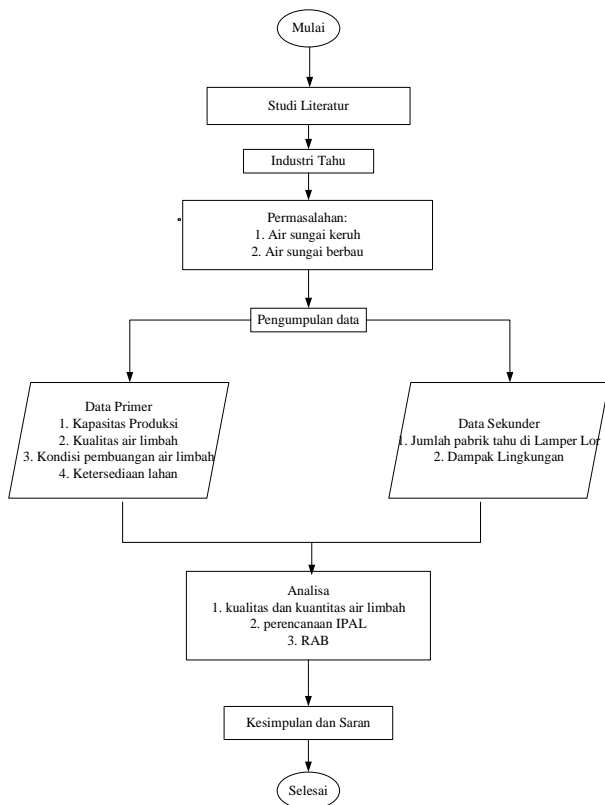 Mulai
Studi Literatur
Industri Tahu
Permasalahan:
1. Air sungai keruh
2. Air sungai berbau
Pengumpulan data
Data Primer
1. Kapasitas Produksi
2. Kualitas air limbah
3. Kondisi pembuangan air limbah
4. Ketersediaan lahan
Data Sekunder
1. Jumlah pabrik tahu di Lamper Lor
2. Dampak Lingkungan
Analisa
1. kualitas dan kuantitas air limbah
2. perencanaan IPAL
3. RAB
Kesimpulan dan Saran
Selesai